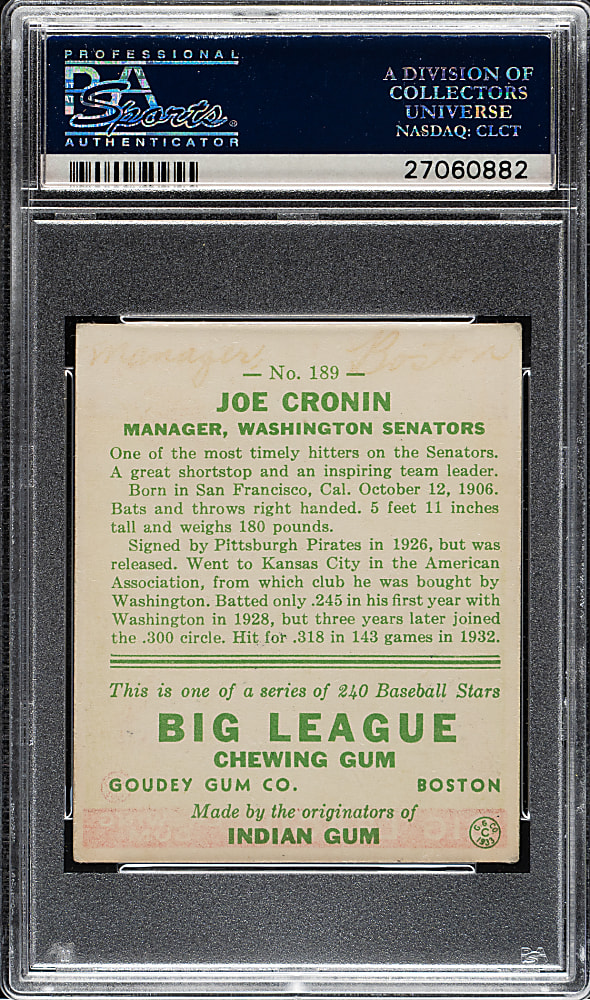 PROFESSIONAL
PSA
Sports®
AUTHENTICATOR
A DIVISION OF
COLLECTORS
UNIVERSE
NASDAQ: CLCT
27060882
Manager Boston
— No. 189 —
JOE CRONIN
MANAGER, WASHINGTON SENATORS
One of the most timely hitters on the Senators.
A great shortstop and an inspiring team leader.
Born in San Francisco, Cal. October 12, 1906.
Bats and throws right handed. 5 feet 11 inches
tall and weighs 180 pounds.
Signed by Pittsburgh Pirates in 1926, but was
released. Went to Kansas City in the American
Association, from which club he was bought by
Washington. Batted only .245 in his first year with
Washington in 1928, but three years later joined
the .300 circle. Hit for .318 in 143 games in 1932.
This is one of a series of 240 Baseball Stars
BIG LEAGUE
CHEWING GUM
GOUDEY GUM CO. BOSTON
Made by the originators of
INDIAN GUM
G. G. CO.
C
1933